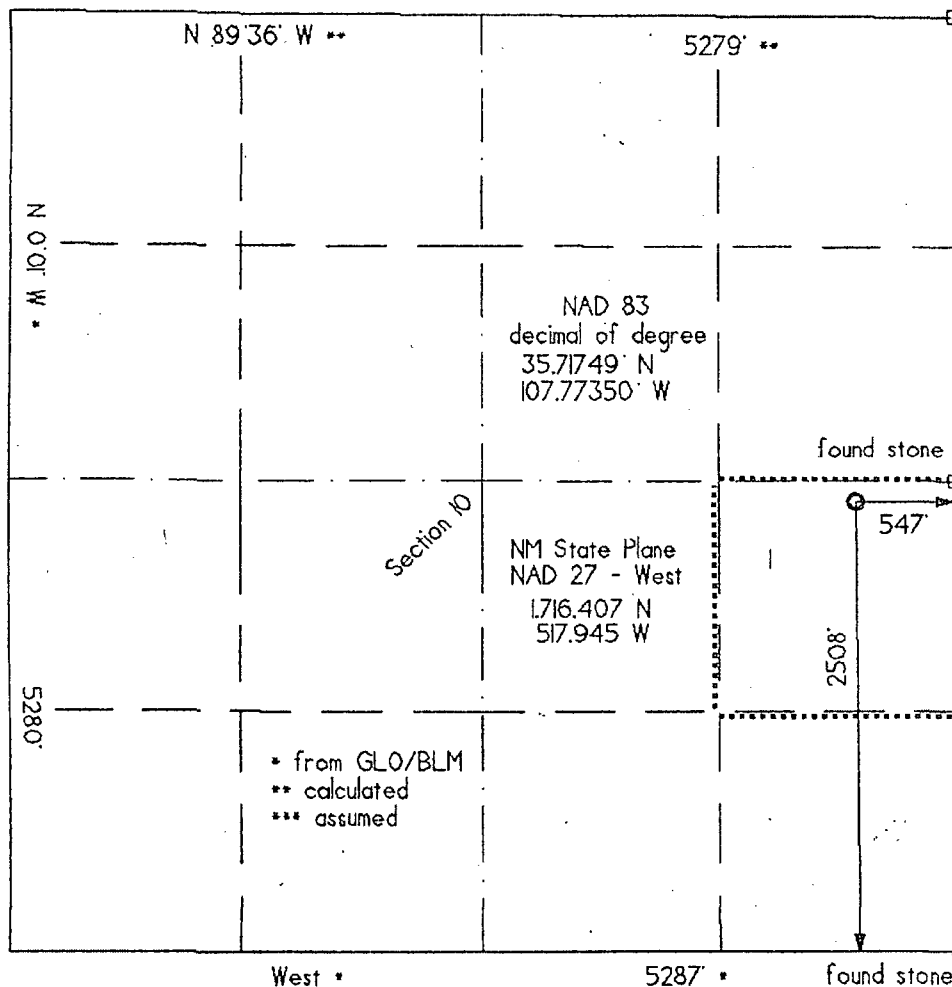 N 89°36' W **
5279' **
N 0°01' W *
NAD 83
decimal of degree
35.71749° N
107.77350° W
found stone
547'
Section 10
NM State Plane
NAD 27 - West
1,716,407 N
517,945 W
2508'
5280'
* from GLO/BLM
** calculated
*** assumed
West *
5287' *
found stone